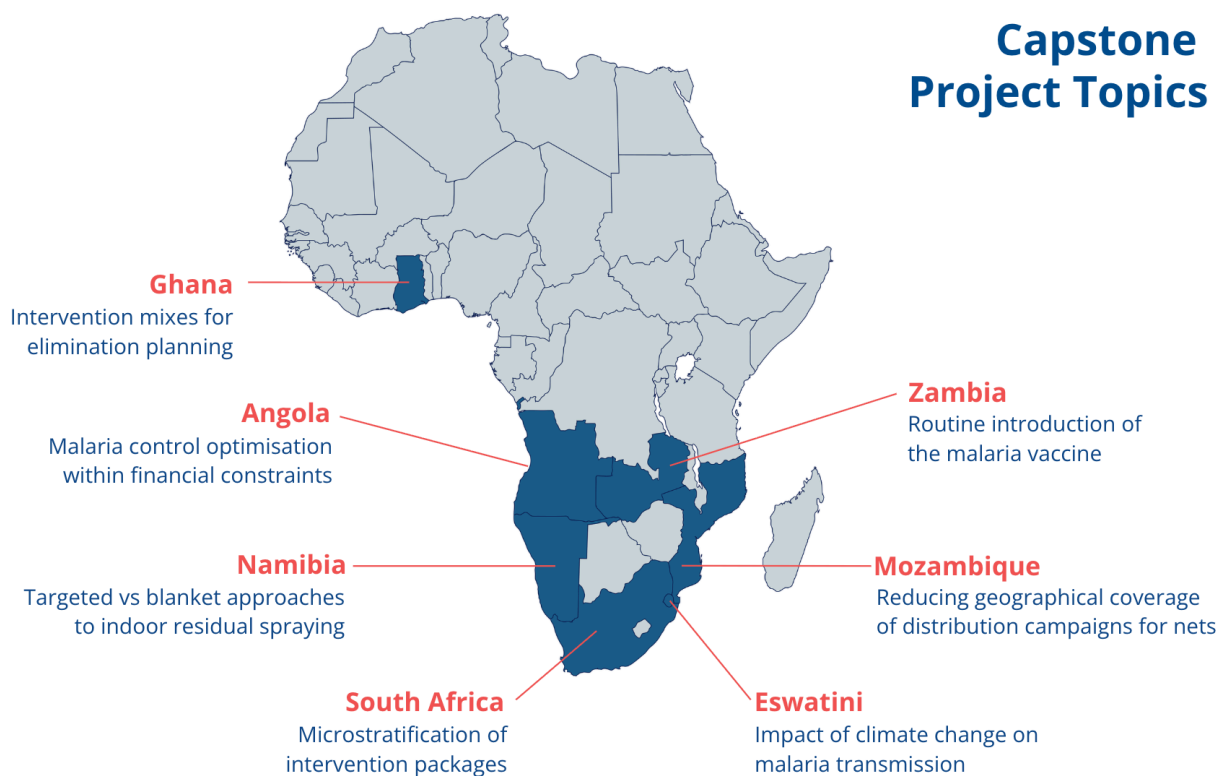 Capstone
Project Topics
Ghana
Intervention mixes for
elimination planning
Angola
Malaria control optimisation
within financial constraints
Zambia
Routine introduction of
the malaria vaccine
Namibia
Targeted vs blanket approaches
to indoor residual spraying
Mozambique
Reducing geographical coverage
of distribution campaigns for nets
South Africa
Microstratification of
intervention packages
Eswatini
Impact of climate change on
malaria transmission